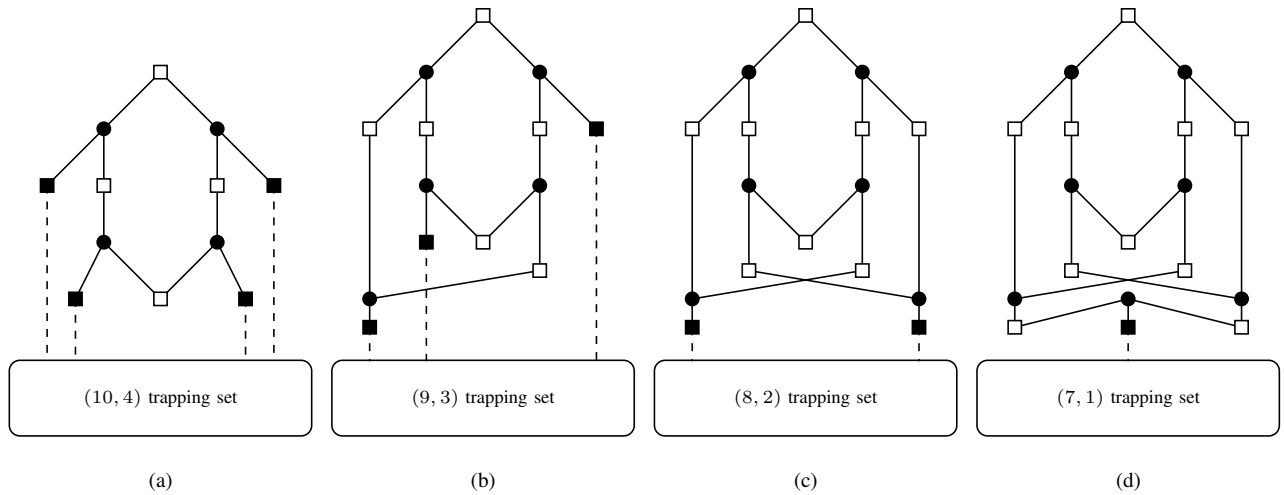 (10, 4) trapping set
(9, 3) trapping set
(8, 2) trapping set
(7, 1) trapping set
(a)
(b)
(c)
(d)